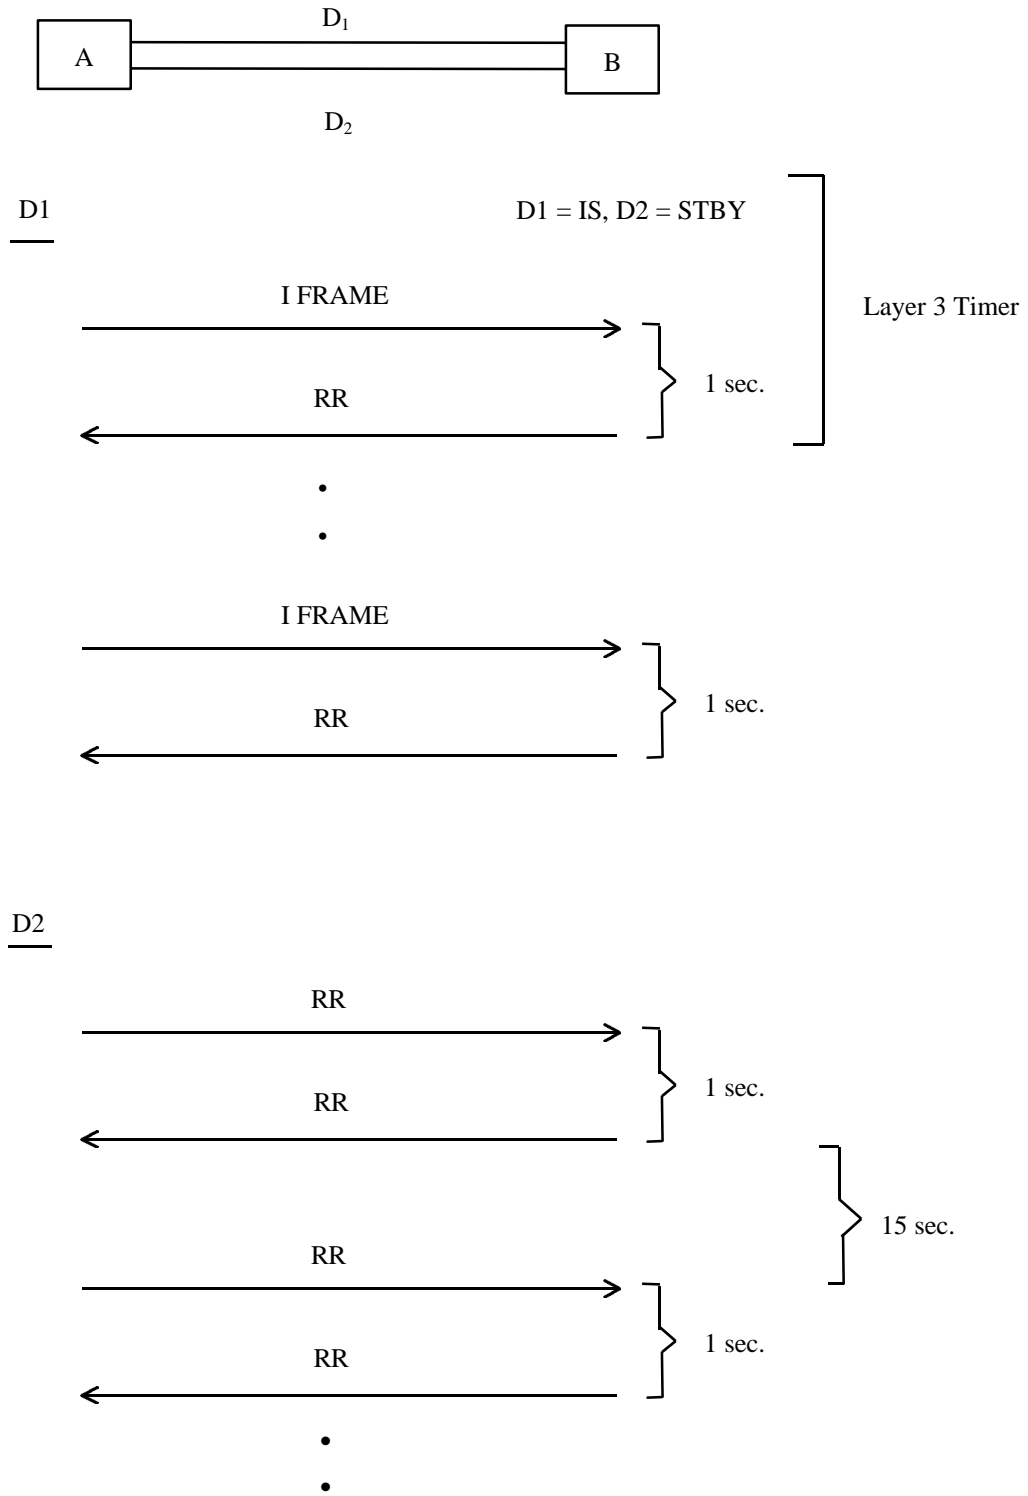 D₁
A
B
D₂
D1
D1 = IS, D2 = STBY
I FRAME
Layer 3 Timer
1 sec.
RR
I FRAME
1 sec.
RR
D2
RR
1 sec.
RR
15 sec.
RR
1 sec.
RR